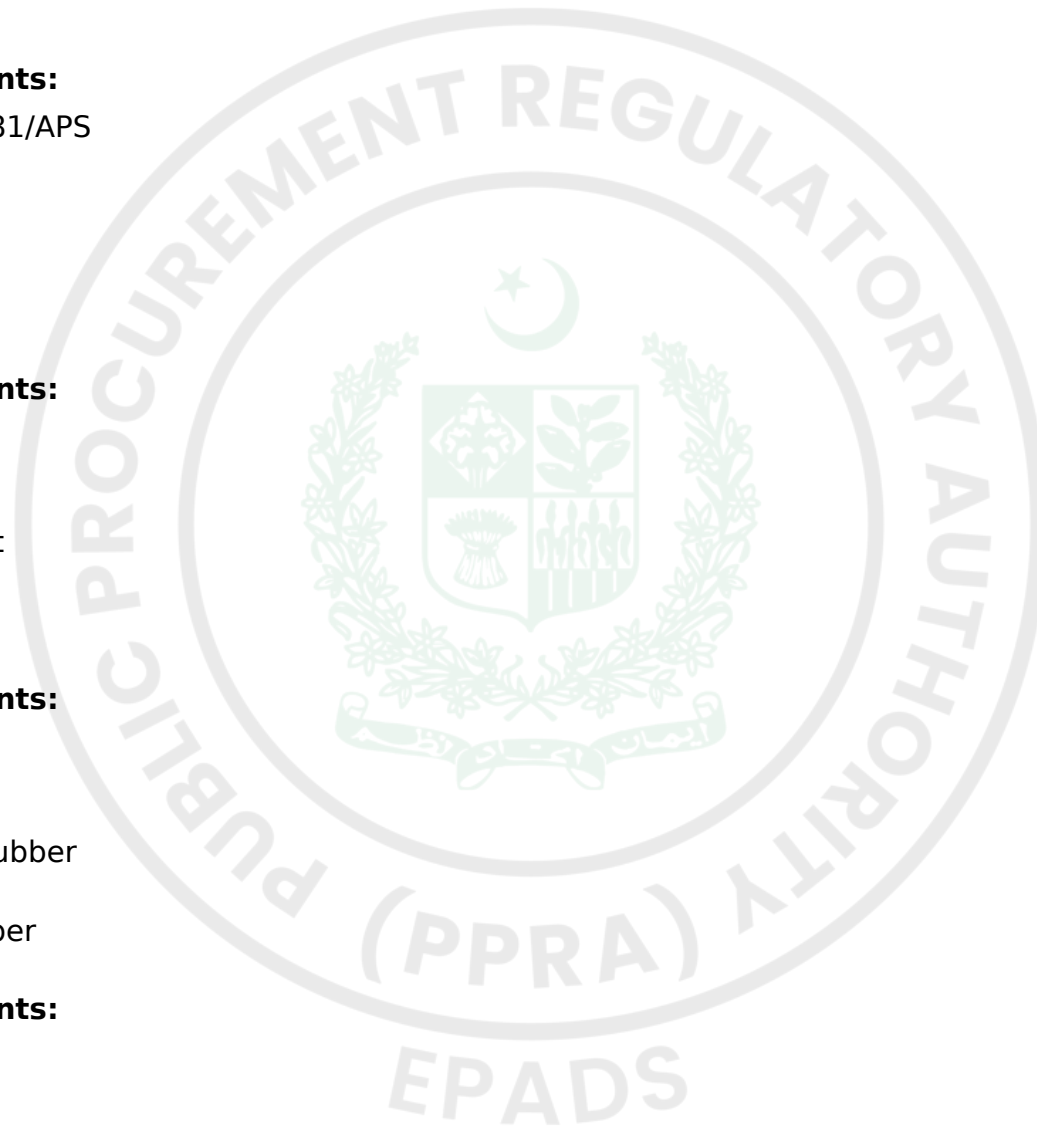 nts:
31/APS
nts:
t
nts:
ubber
ber
nts:
PUBLIC PROCUREMENT REGULATORY AUTHORITY
(PPRA)
EPADS